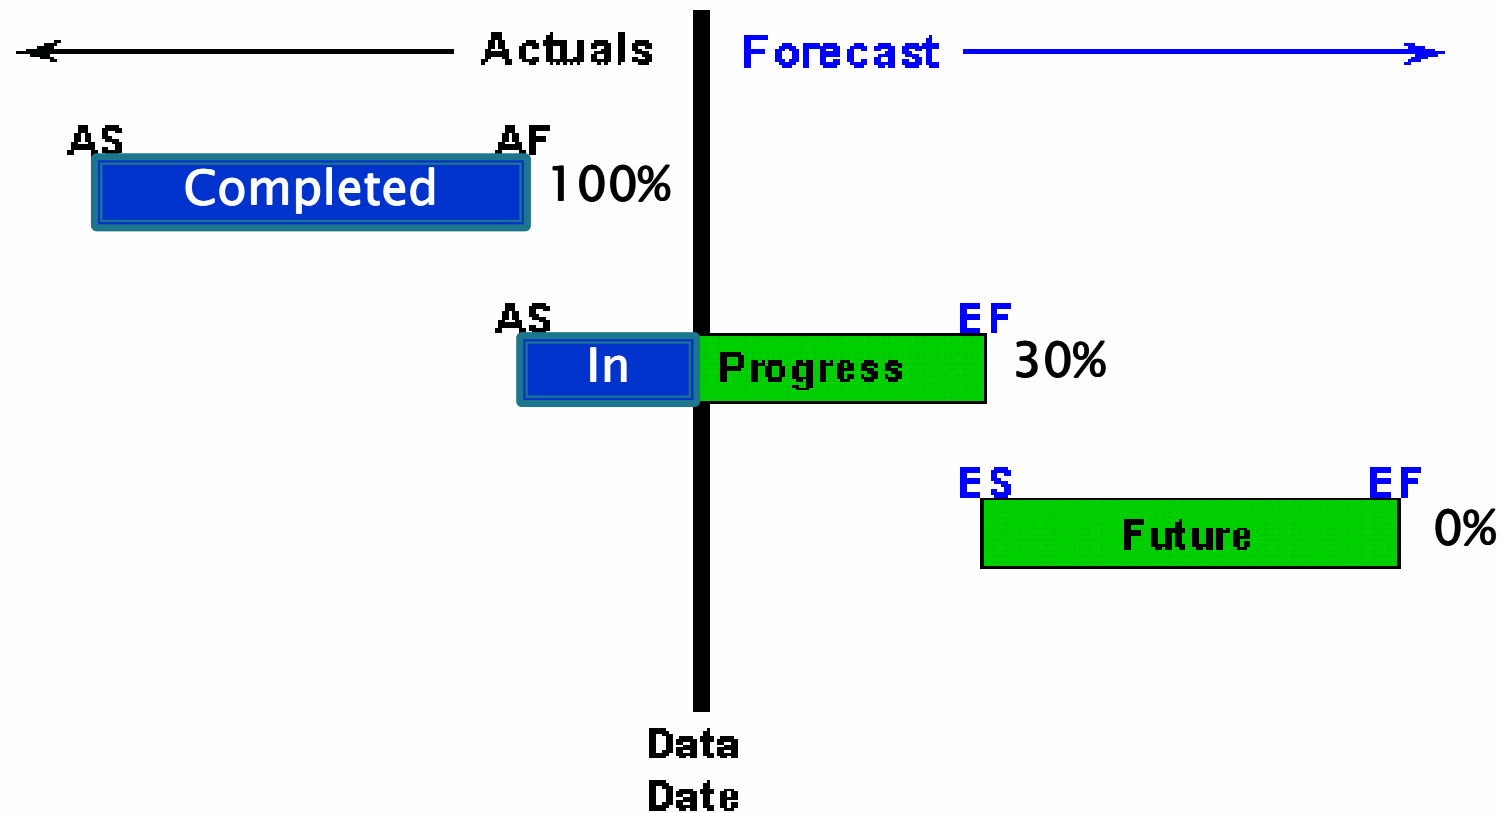 Actuals Forecast
AS AF
Completed 100%
AS EF
In Progress 30%
ES EF
Future 0%
Data
Date